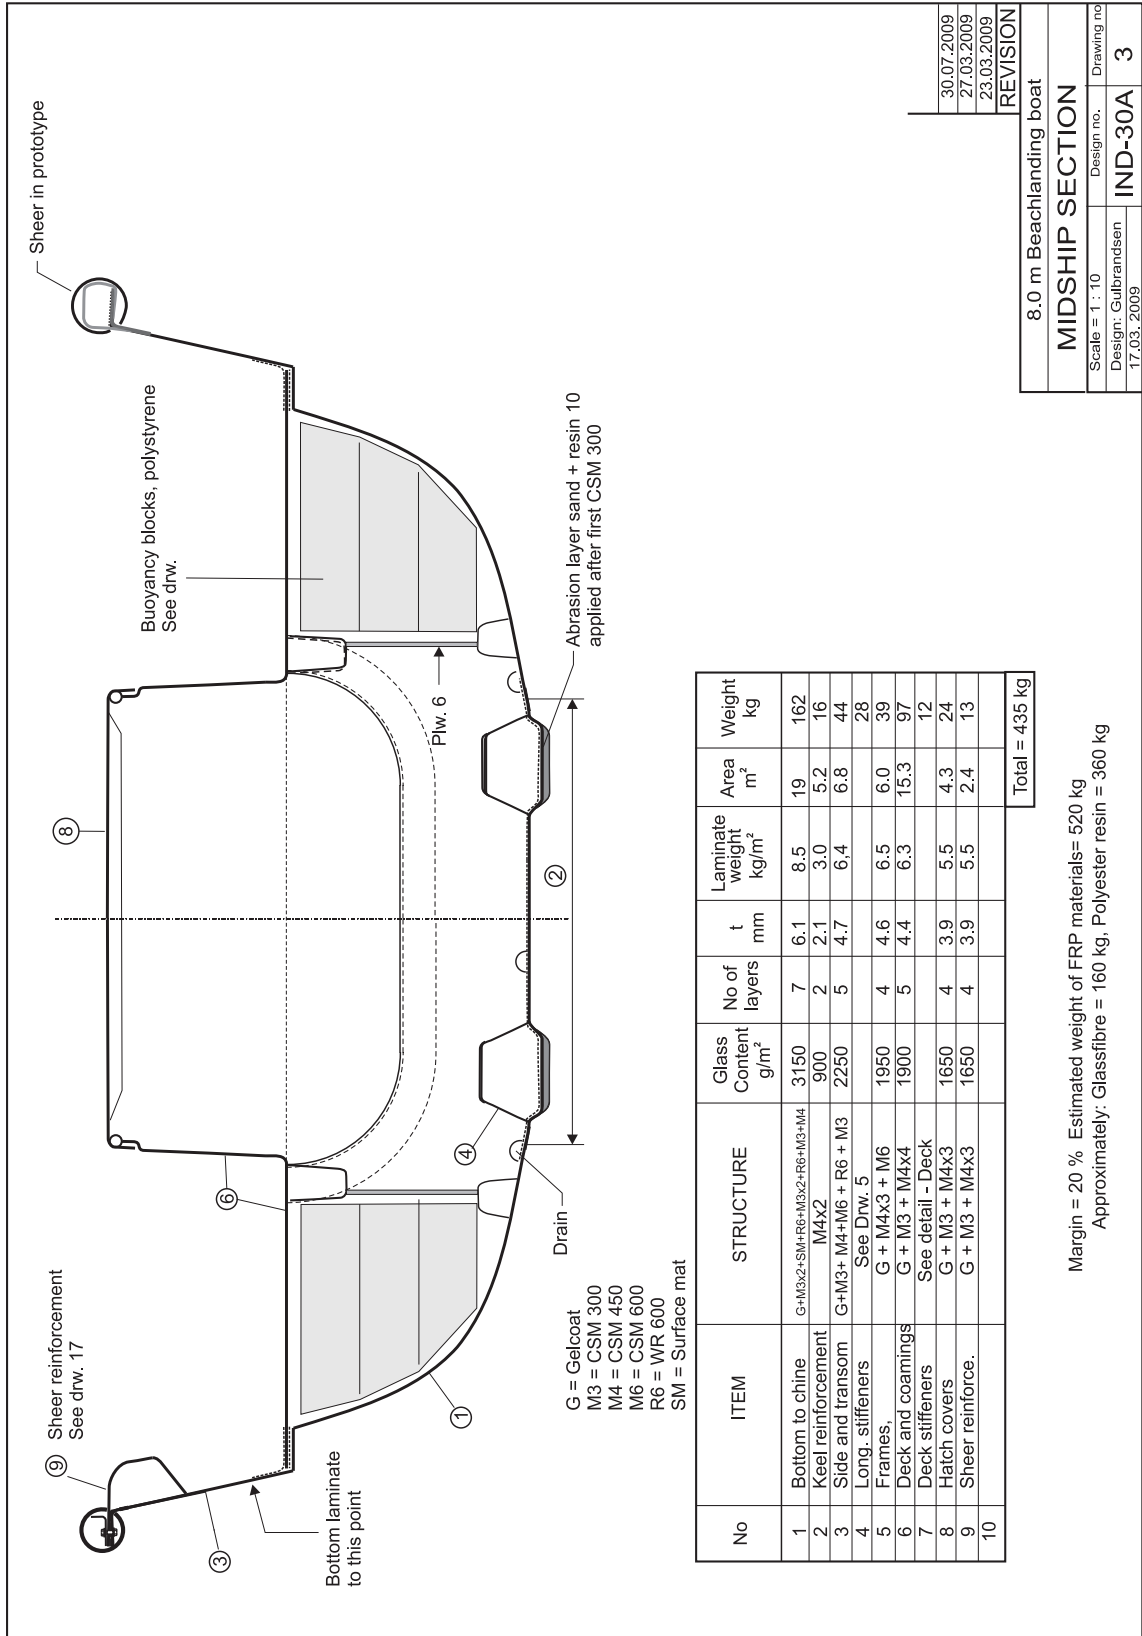 Sheer in prototype
8
Buoyancy blocks, polystyrene
See drw.
9
Sheer reinforcement
See drw. 17
6
3
Bottom laminate
to this point
Plw. 6
4
2
1
Drain
Abrasion layer sand + resin 10
applied after first CSM 300
G = Gelcoat
M3 = CSM 300
M4 = CSM 450
M6 = CSM 600
R6 = WR 600
SM = Surface mat
No ITEM STRUCTURE Glass Content g/m² No of layers t mm Laminate weight kg/m² Area m² Weight kg
1 Bottom to chine G+M3x2+SM+R6+M3x2+R6+M3+M4 3150 7 6.1 8.5 19 162
2 Keel reinforcement M4x2 900 2 2.1 3.0 5.2 16
3 Side and transom G+M3+ M4+M6 + R6 + M3 2250 5 4.7 6,4 6.8 44
4 Long. stiffeners See Drw. 5 28
5 Frames, G + M4x3 + M6 1950 4 4.6 6.5 6.0 39
6 Deck and coamings G + M3 + M4x4 1900 5 4.4 6.3 15.3 97
7 Deck stiffeners See detail - Deck 12
8 Hatch covers G + M3 + M4x3 1650 4 3.9 5.5 4.3 24
9 Sheer reinforce. G + M3 + M4x3 1650 4 3.9 5.5 2.4 13
10
Total = 435 kg
Margin = 20 % Estimated weight of FRP materials= 520 kg
Approximately: Glassfibre = 160 kg, Polyester resin = 360 kg
30.07.2009
27.03.2009
23.03.2009
REVISION
8.0 m Beachlanding boat
MIDSHIP SECTION
Scale = 1 : 10
Design: Gulbrandsen
17.03. 2009
Design no.
IND-30A
Drawing no
3